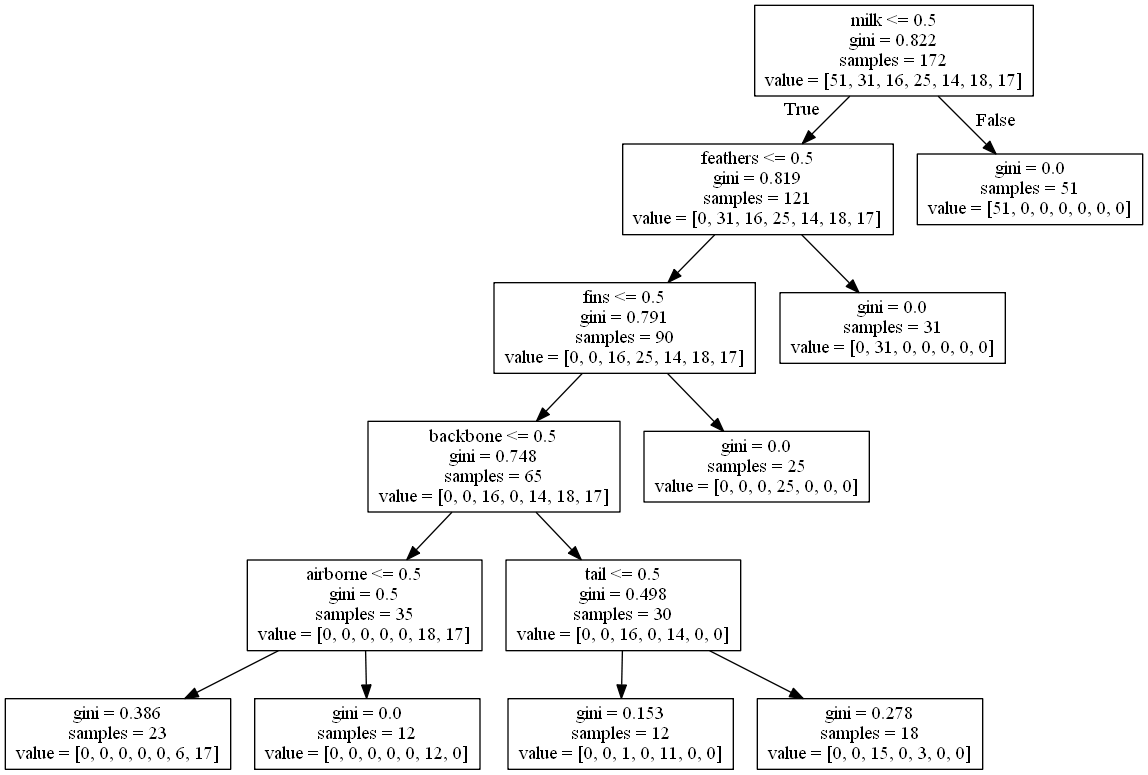 milk <= 0.5
gini = 0.822
samples = 172
value = [51, 31, 16, 25, 14, 18, 17]
True
False
feathers <= 0.5
gini = 0.819
samples = 121
value = [0, 31, 16, 25, 14, 18, 17]
gini = 0.0
samples = 51
value = [51, 0, 0, 0, 0, 0, 0]
fins <= 0.5
gini = 0.791
samples = 90
value = [0, 0, 16, 25, 14, 18, 17]
gini = 0.0
samples = 31
value = [0, 31, 0, 0, 0, 0, 0]
backbone <= 0.5
gini = 0.748
samples = 65
value = [0, 0, 16, 0, 14, 18, 17]
gini = 0.0
samples = 25
value = [0, 0, 0, 25, 0, 0, 0]
airborne <= 0.5
gini = 0.5
samples = 35
value = [0, 0, 0, 0, 0, 18, 17]
tail <= 0.5
gini = 0.498
samples = 30
value = [0, 0, 16, 0, 14, 0, 0]
gini = 0.386
samples = 23
value = [0, 0, 0, 0, 0, 6, 17]
gini = 0.0
samples = 12
value = [0, 0, 0, 0, 0, 12, 0]
gini = 0.153
samples = 12
value = [0, 0, 1, 0, 11, 0, 0]
gini = 0.278
samples = 18
value = [0, 0, 15, 0, 3, 0, 0]